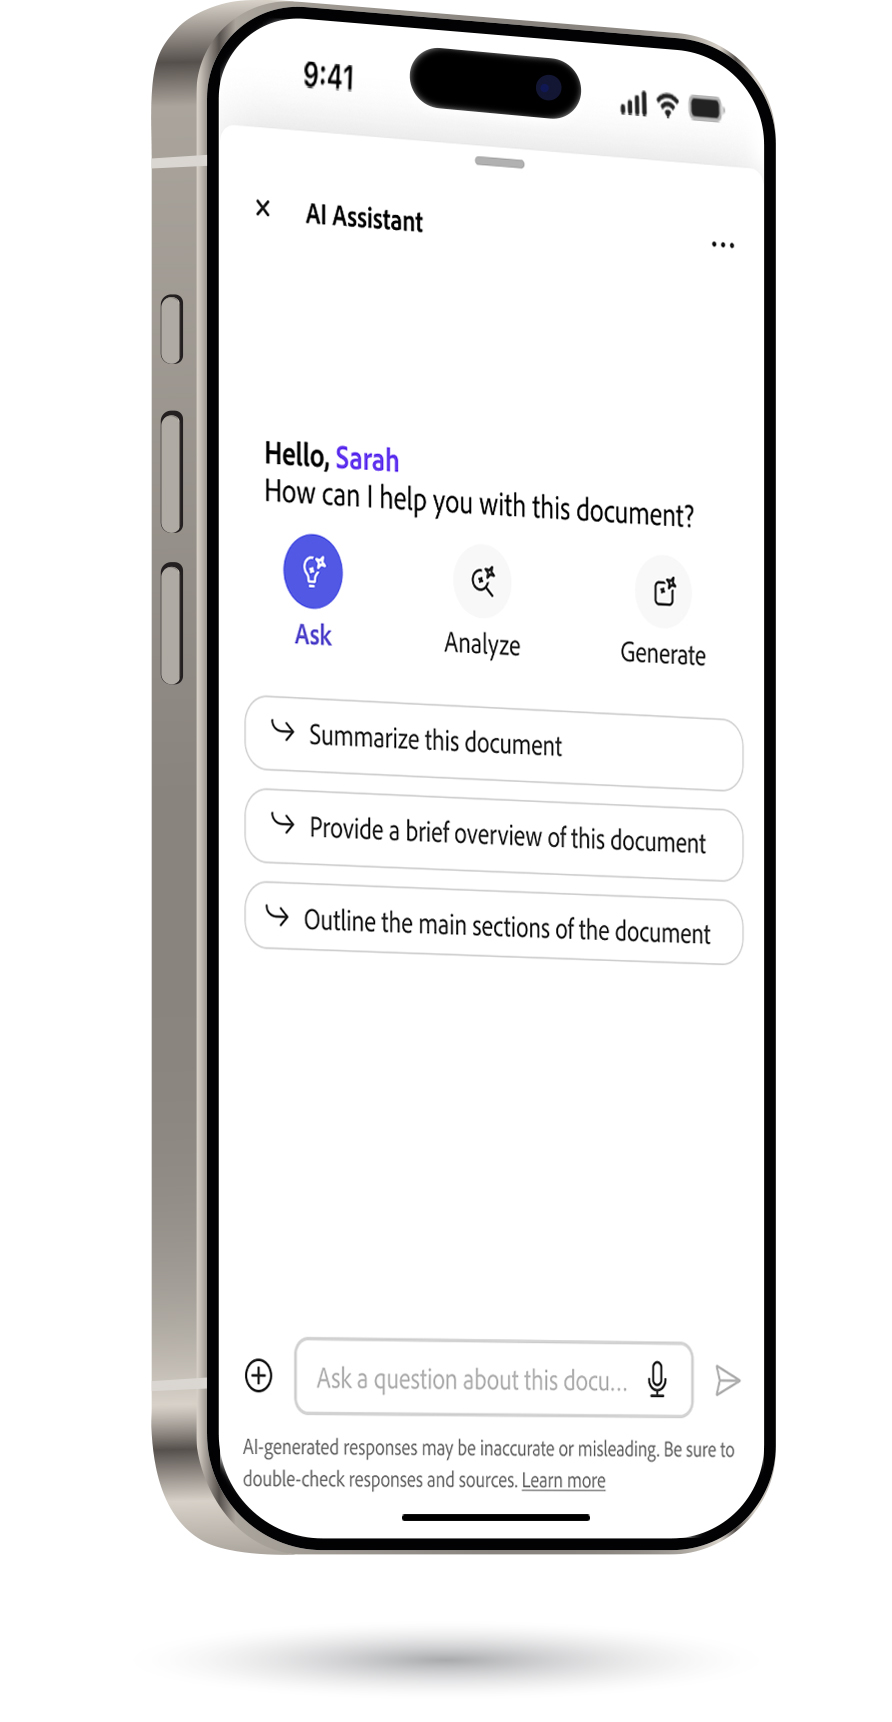 9:41
AI Assistant
Hello, Sarah
How can I help you with this document?
Ask
Analyze
Generate
Summarize this document
Provide a brief overview of this document
Outline the main sections of the document
Ask a question about this docu...
AI-generated responses may be inaccurate or misleading. Be sure to
double-check responses and sources. Learn more